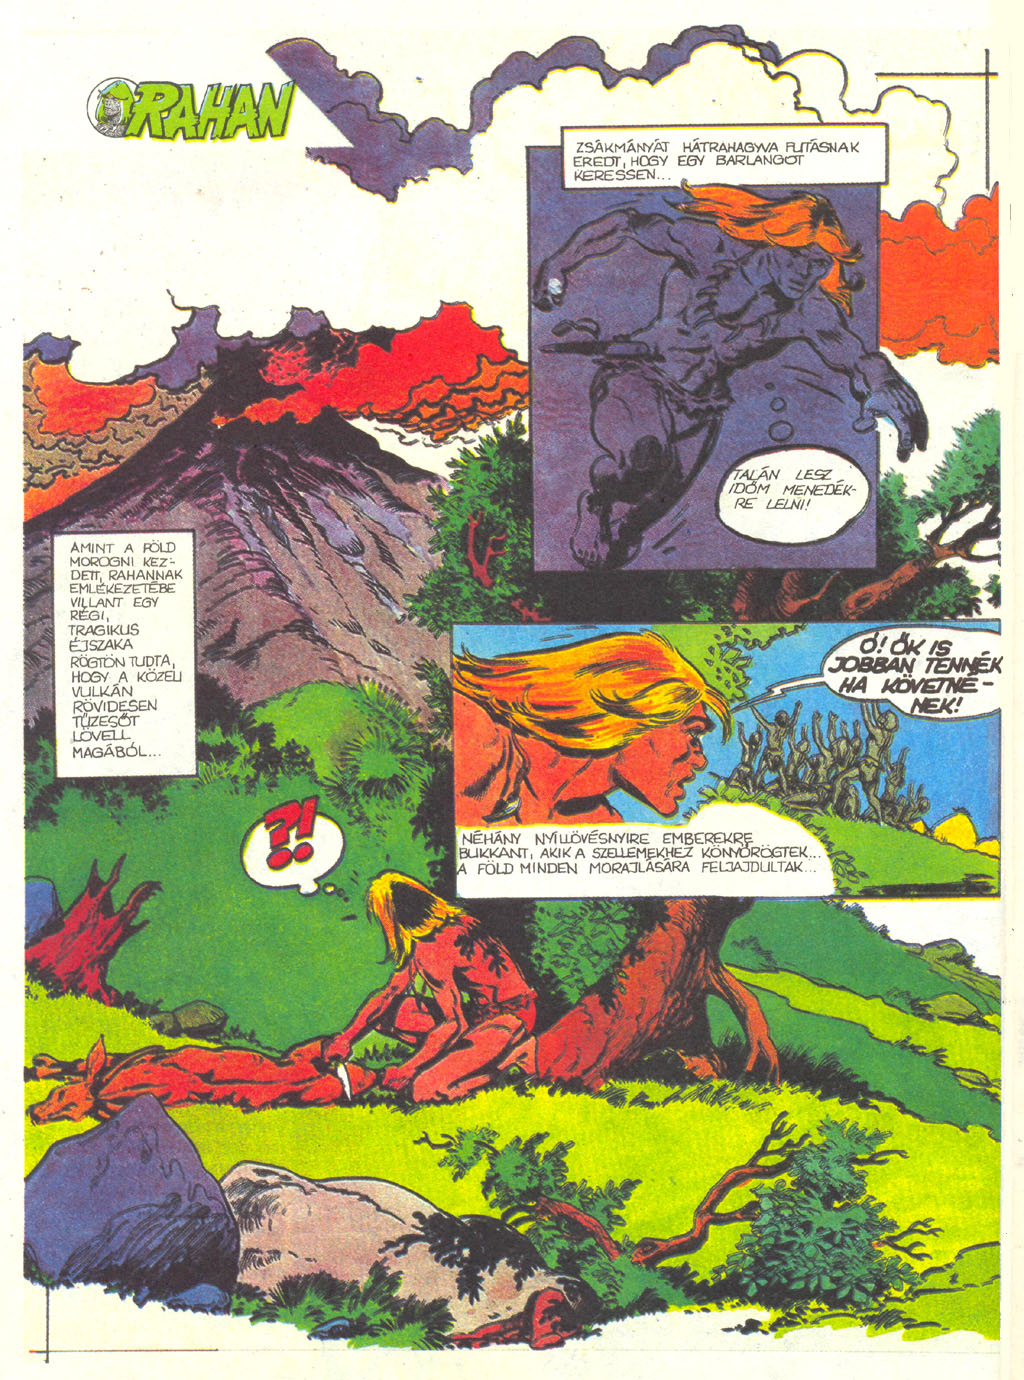 RAHAN
AMINT A FÖLD
MOROGNI KEZ-
DETT, RAHANNAK
EMLÉKEZETÉBE
VILLANT EGY
RÉGI,
TRAGIKUS
ÉJSZAKA
RÖGTÖN TUDTA,
HOGY A KÖZELI
VULKÁN
RÖVIDESEN
TŰZESŐT
LÖVELL
MAGÁBÓL...
?!
ZSÁKMÁNYÁT HÁTRAHAGYVA FUTÁSNAK
EREDT, HOGY EGY BARLANGOT
KERESSEN...
TALÁN LESZ
IDŐM MENEDÉK-
RE LELNI!
Ó! ŐK IS
JOBBAN TENNÉK
HA KÖVETNÉ-
NEK!
NÉHÁNY NYÍLLÖVÉSNYIRE EMBEREKRE
BUKKANT, AKIK A SZELLEMEKHEZ KÖNYÖRÖGTEK...
A FÖLD MINDEN MORAJLÁSÁRA FELJAJDULTAK...